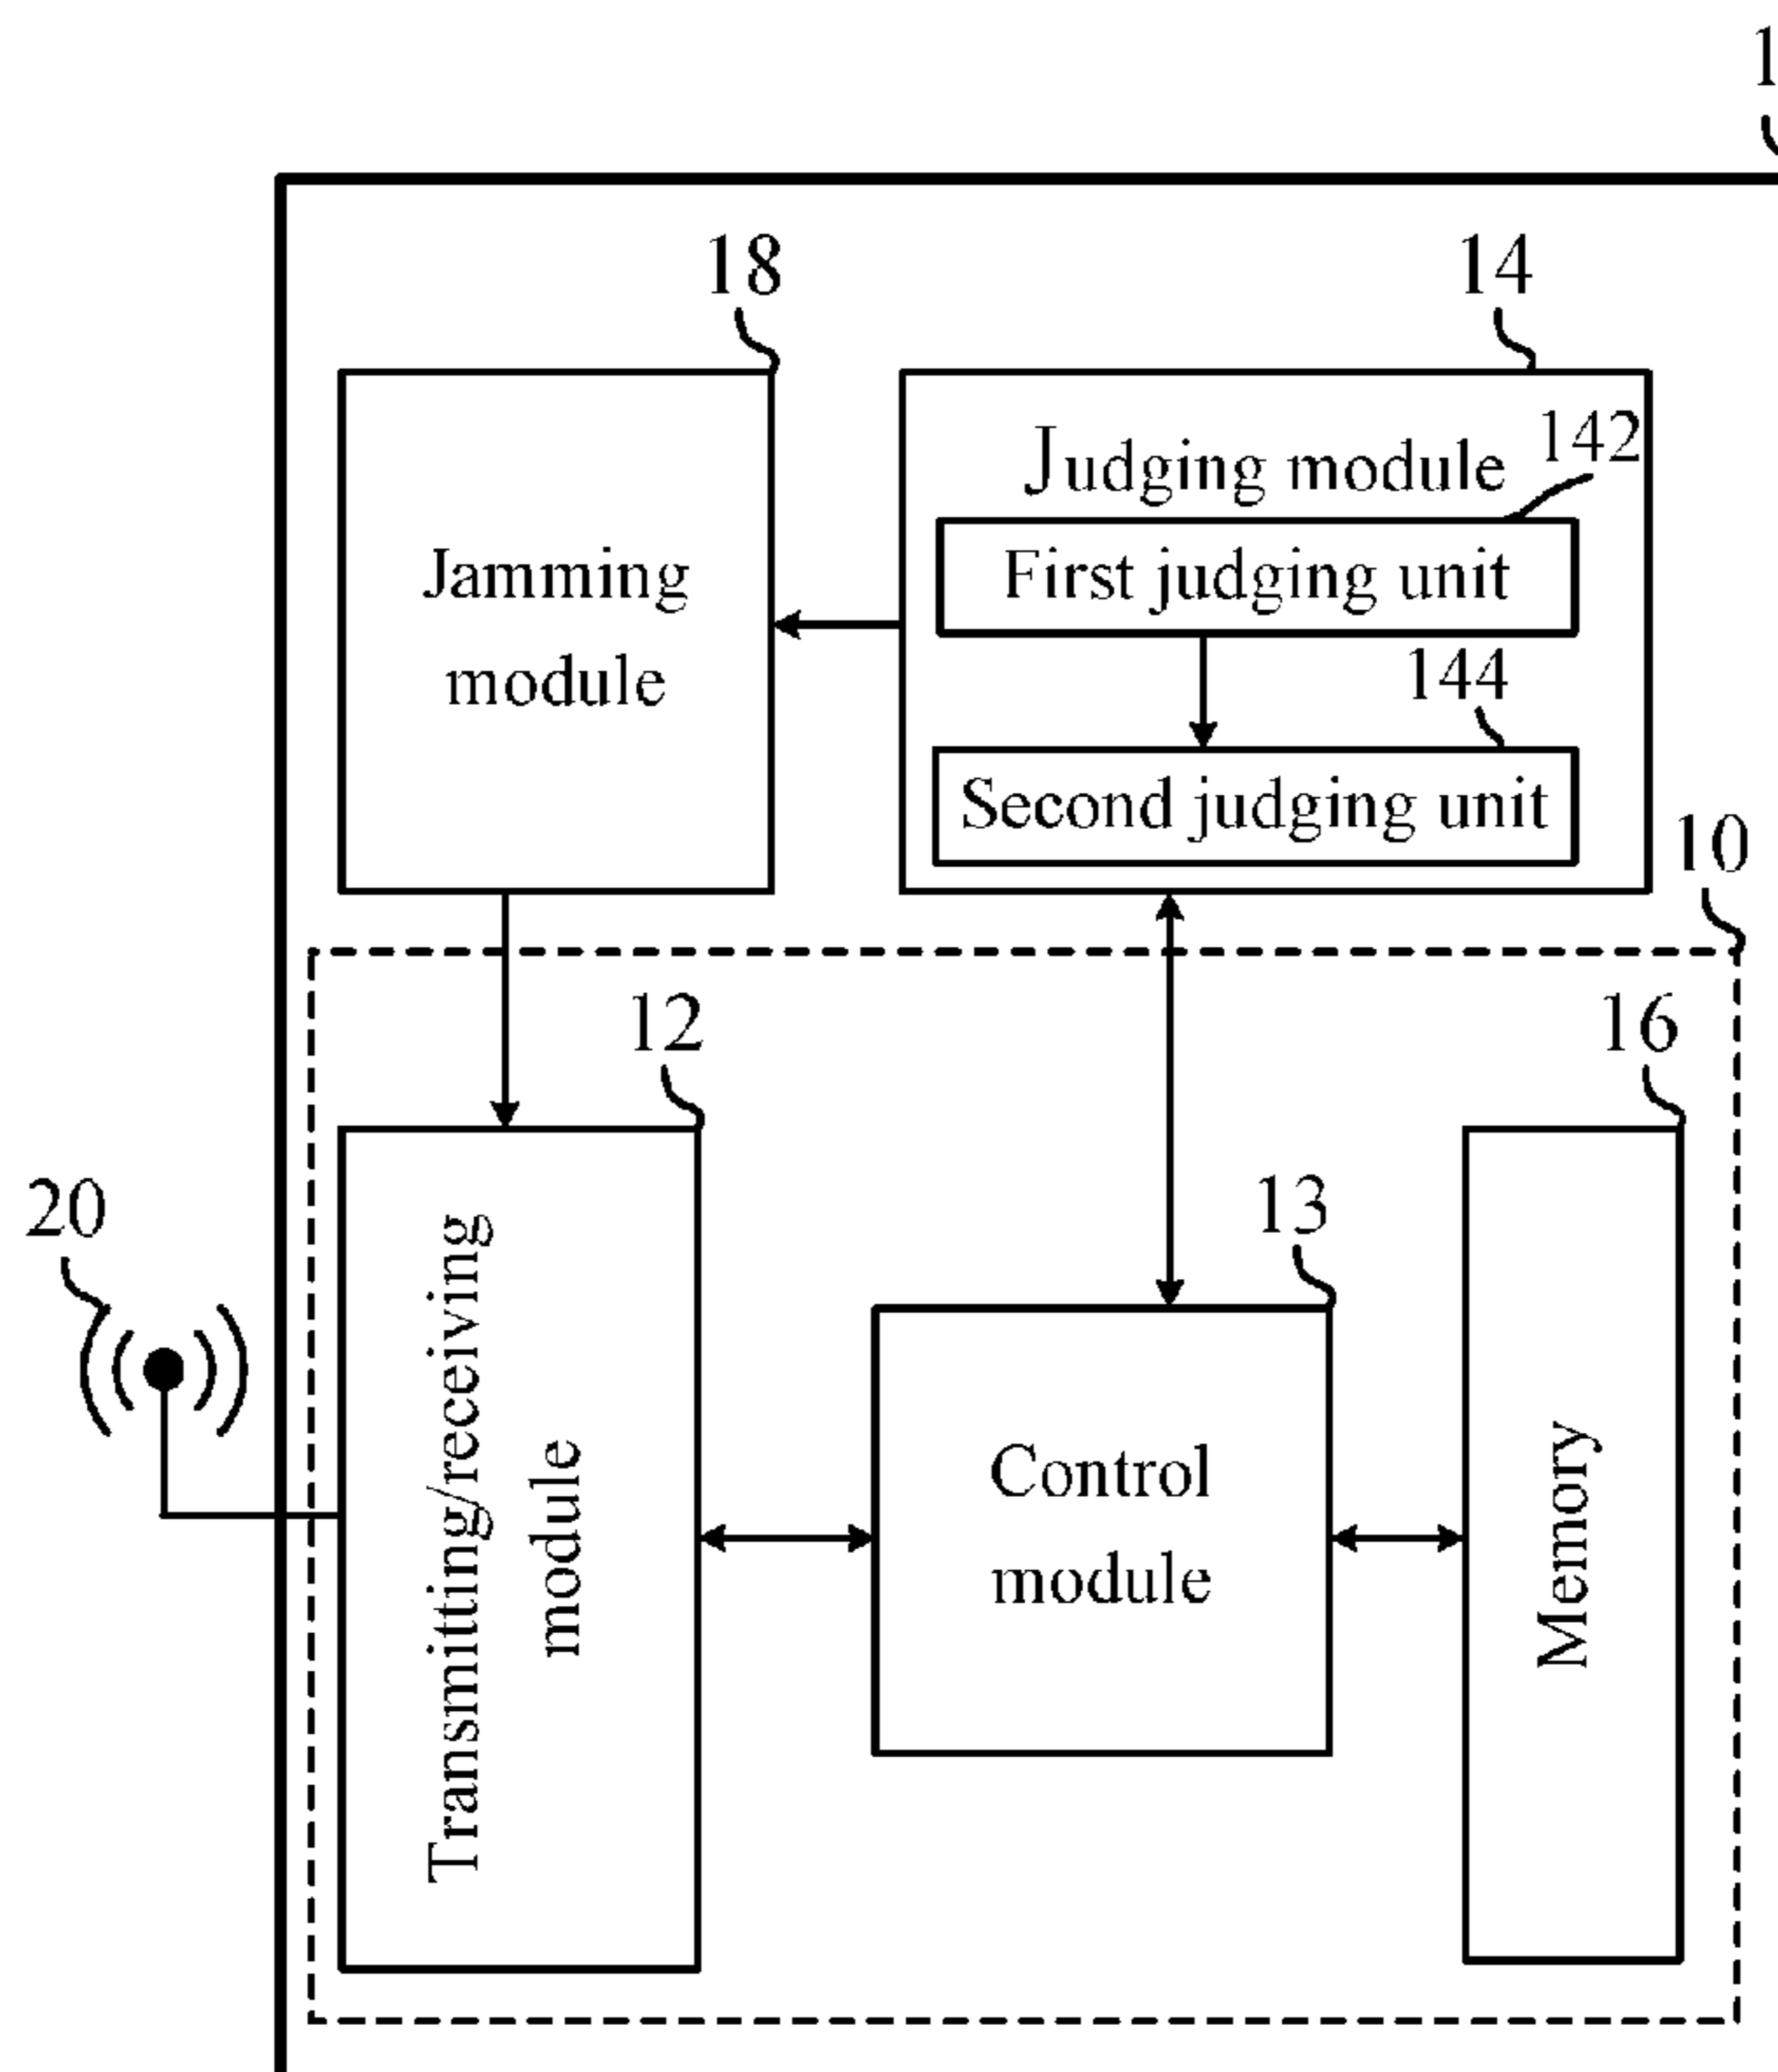 1
18
14
Judging module
142
Jamming
module
First judging unit
144
Second judging unit
10
12
16
20
13
Transmitting/receiving
module
Control
module
Memory